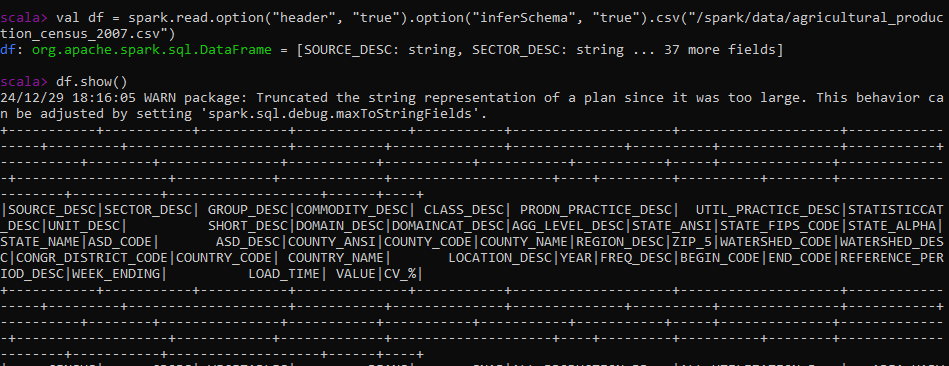 scala> val df = spark.read.option("header", "true").option("inferSchema", "true").csv("/spark/data/agricultural_produc
tion_census_2007.csv")
df: org.apache.spark.sql.DataFrame = [SOURCE_DESC: string, SECTOR_DESC: string ... 37 more fields]
scala> df.show()
24/12/29 18:16:05 WARN package: Truncated the string representation of a plan since it was too large. This behavior ca
n be adjusted by setting 'spark.sql.debug.maxToStringFields'.
|SOURCE_DESC|SECTOR_DESC| GROUP_DESC|COMMODITY_DESC| CLASS_DESC| PRODN_PRACTICE_DESC| UTIL_PRACTICE_DESC|STATISTICCAT
_DESC|UNIT_DESC| SHORT_DESC|DOMAIN_DESC|DOMAINCAT_DESC|AGG_LEVEL_DESC|STATE_ANSI|STATE_FIPS_CODE|STATE_ALPHA|
STATE_NAME|ASD_CODE| ASD_DESC|COUNTY_ANSI|COUNTY_CODE|COUNTY_NAME|REGION_DESC|ZIP_5|WATERSHED_CODE|WATERSHED_DES
C|CONGR_DISTRICT_CODE|COUNTRY_CODE| COUNTRY_NAME| LOCATION_DESC|YEAR|FREQ_DESC|BEGIN_CODE|END_CODE|REFERENCE_PER
IOD_DESC|WEEK_ENDING| LOAD_TIME| VALUE|CV_%|